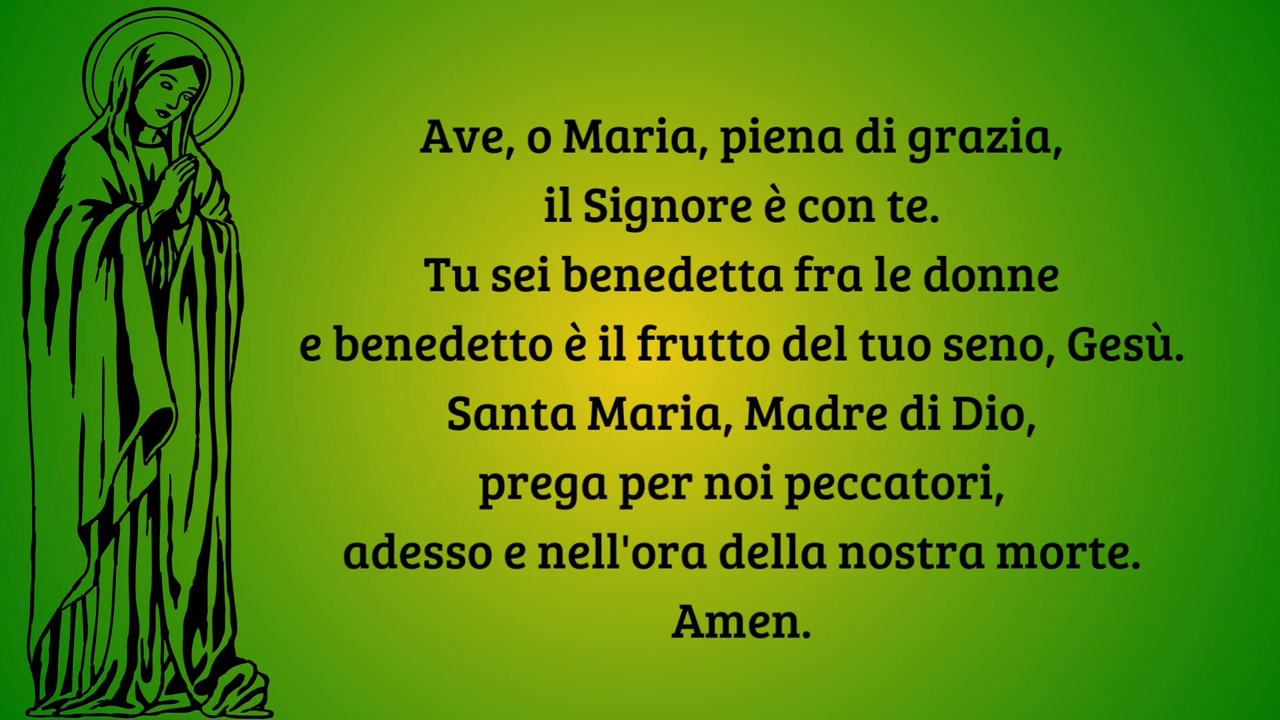 Ave, o Maria, piena di grazia,
il Signore è con te.
Tu sei benedetta fra le donne
e benedetto è il frutto del tuo seno, Gesù.
Santa Maria, Madre di Dio,
prega per noi peccatori,
adesso e nell'ora della nostra morte.
Amen.